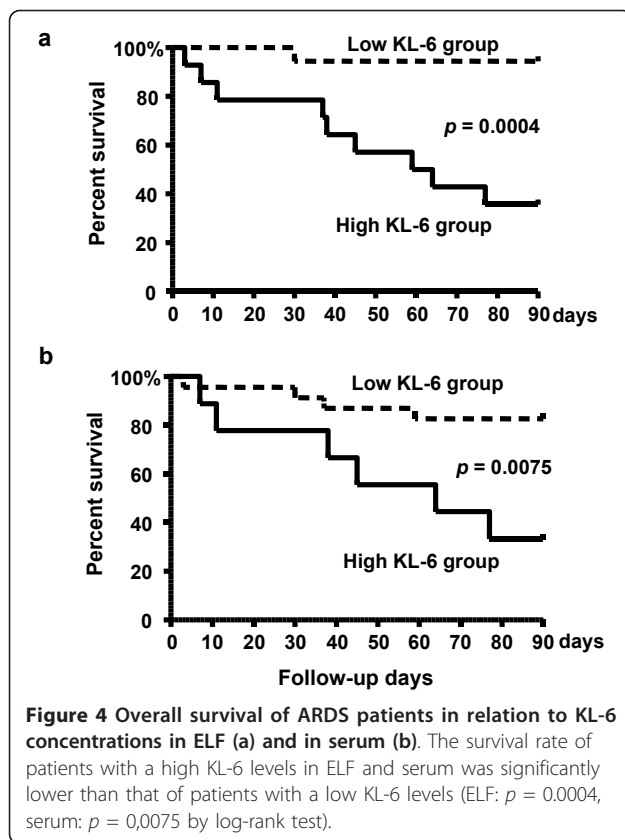 a
100%
80
60
40
20
0
Percent survival
Low KL-6 group
p = 0.0004
High KL-6 group
0 10 20 30 40 50 60 70 80 90 days
b
100%
80
60
40
20
0
Percent survival
Low KL-6 group
p = 0.0075
High KL-6 group
0 10 20 30 40 50 60 70 80 90 days
Follow-up days
Figure 4 Overall survival of ARDS patients in relation to KL-6
concentrations in ELF (a) and in serum (b). The survival rate of
patients with a high KL-6 levels in ELF and serum was significantly
lower than that of patients with a low KL-6 levels (ELF: p = 0.0004,
serum: p = 0,0075 by log-rank test).